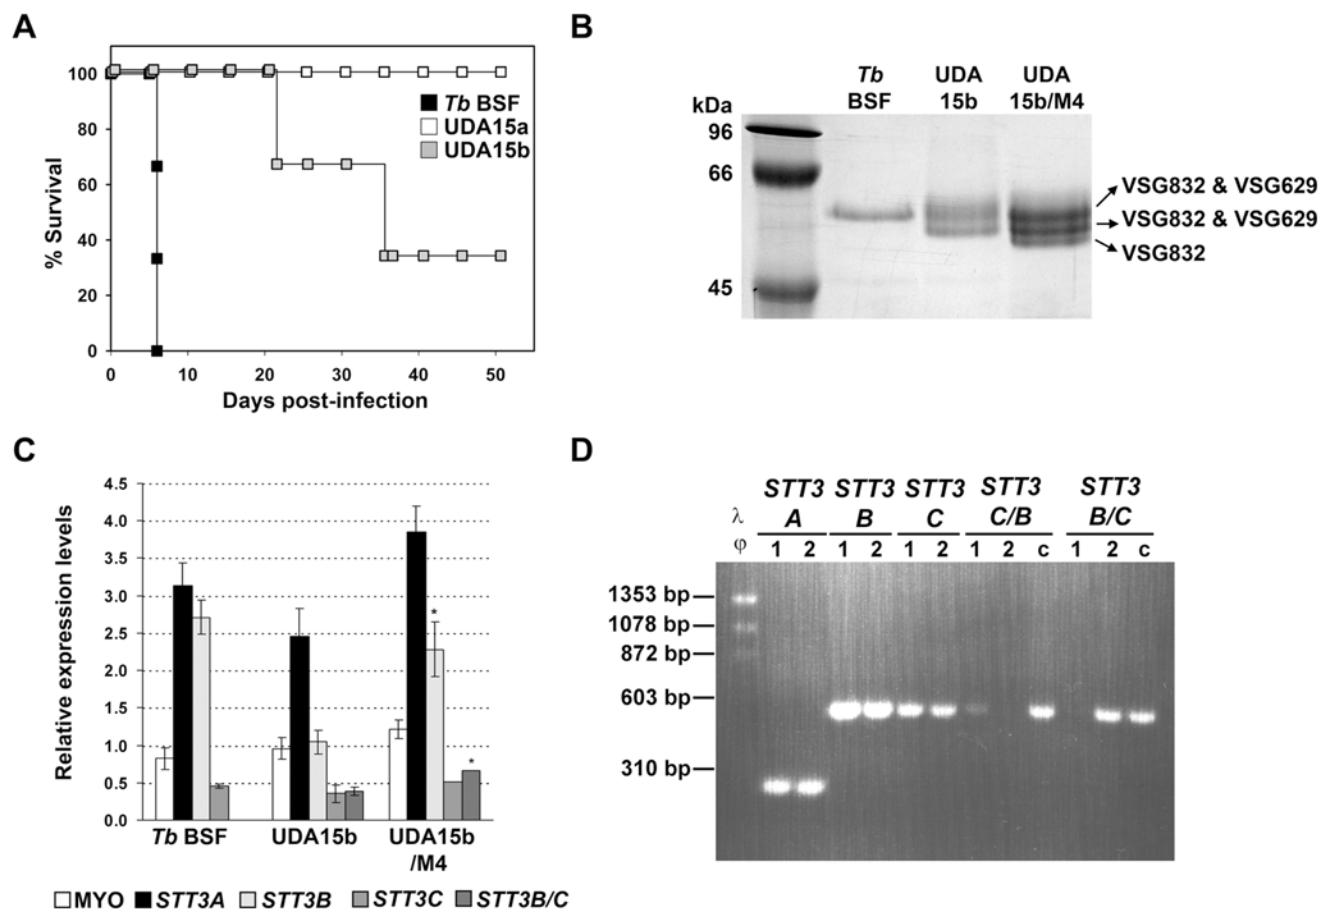 A
100
80
60
40
20
0
% Survival
0 10 20 30 40 50
Days post-infection
Tb BSF
UDA15a
UDA15b
B
kDa
Tb BSF
UDA 15b
UDA 15b/M4
96
66
45
VSG832 & VSG629
VSG832 & VSG629
VSG832
C
Relative expression levels
4.5
4.0
3.5
3.0
2.5
2.0
1.5
1.0
0.5
0.0
*
*
Tb BSF
UDA15b
UDA15b /M4
MYO STT3A STT3B STT3C STT3B/C
D
STT3 A
STT3 B
STT3 C
STT3 C/B
STT3 B/C
λ
φ
1 2 1 2 1 2 1 2 c 1 2 c
1353 bp
1078 bp
872 bp
603 bp
310 bp